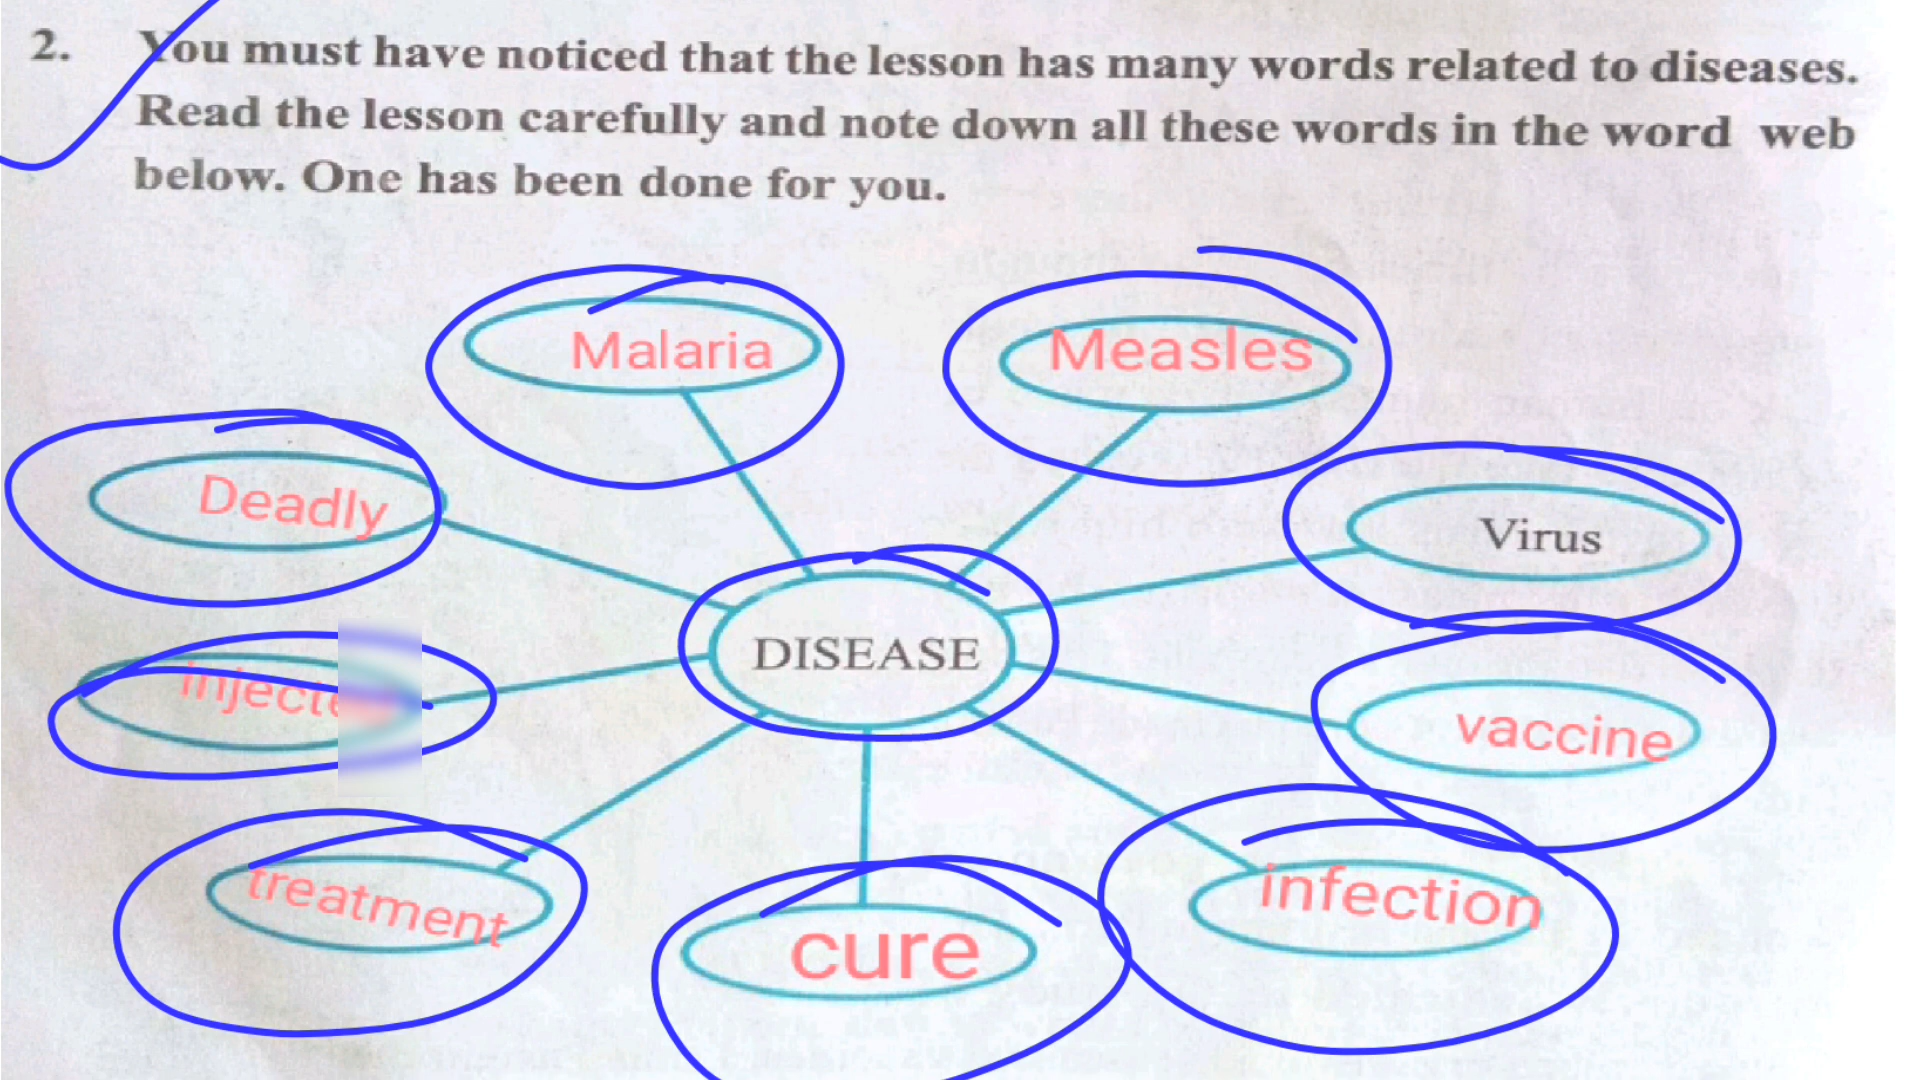 2. You must have noticed that the lesson has many words related to diseases.
Read the lesson carefully and note down all these words in the word web
below. One has been done for you.
Malaria
Measles
Deadly
Virus
DISEASE
vaccine
treatment
infection
cure